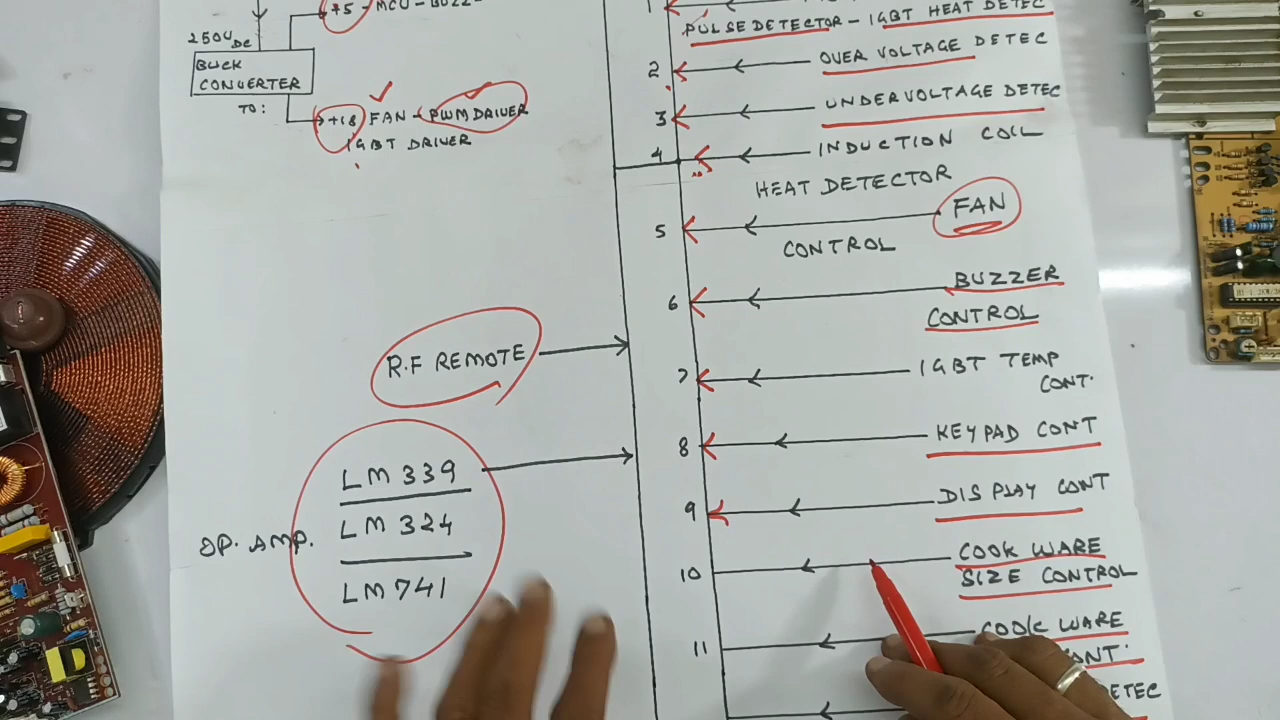 +5 - MCU - BUZZ
250V DC
BUCK
CONVERTER
TO:
+18 FAN - PWM DRIVER
IGBT DRIVER
R.F REMOTE
OP. AMP.
LM 339
LM 324
LM 741
1
PULSE DETECTOR - IGBT HEAT DETEC
2 OVER VOLTAGE DETEC
3 UNDERVOLTAGE DETEC
4 INDUCTION COIL
HEAT DETECTOR
5 FAN
CONTROL
6 BUZZER
CONTROL
7 IGBT TEMP
CONT.
8 KEYPAD CONT
9 DISPLAY CONT
10 COOK WARE
SIZE CONTROL
11 COOK WARE
CONT.
DETEC